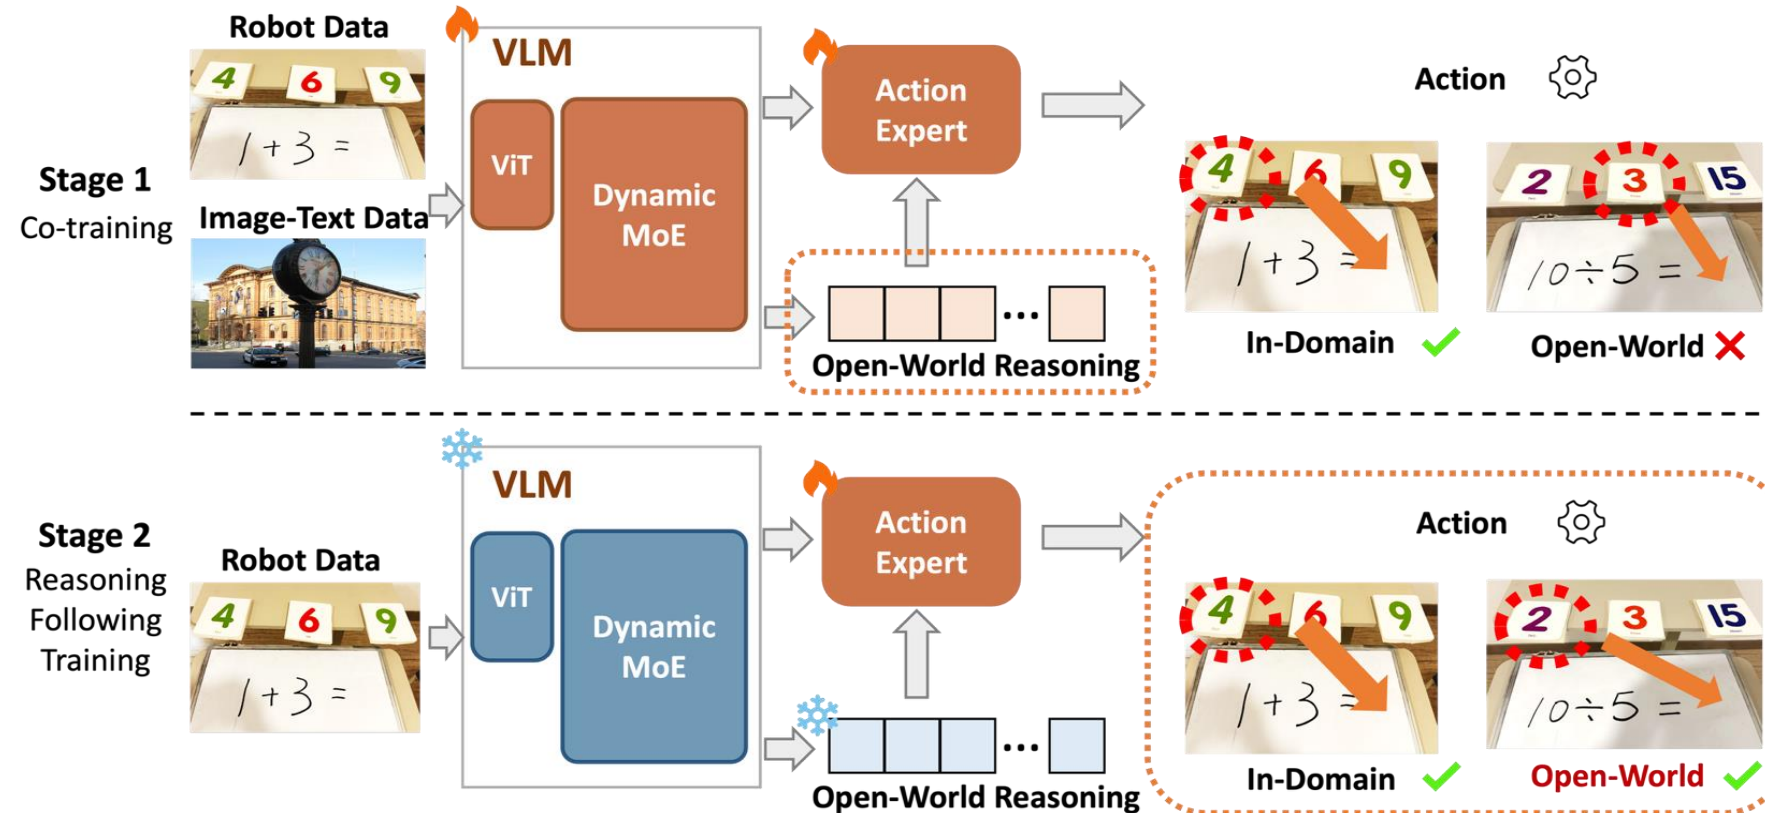 Robot Data
4 6 9
1 + 3 =
Stage 1
Co-training
Image-Text Data
VLM
ViT
Dynamic
MoE
Action
Expert
...
Open-World Reasoning
Action
4 6 9
1 + 3 =
In-Domain ✓
2 3 15
10 ÷ 5 =
Open-World ✗
Stage 2
Reasoning
Following
Training
Robot Data
4 6 9
1 + 3 =
VLM
ViT
Dynamic
MoE
Action
Expert
...
Open-World Reasoning
Action
4 6 9
1 + 3 =
In-Domain ✓
2 3 15
10 ÷ 5 =
Open-World ✓